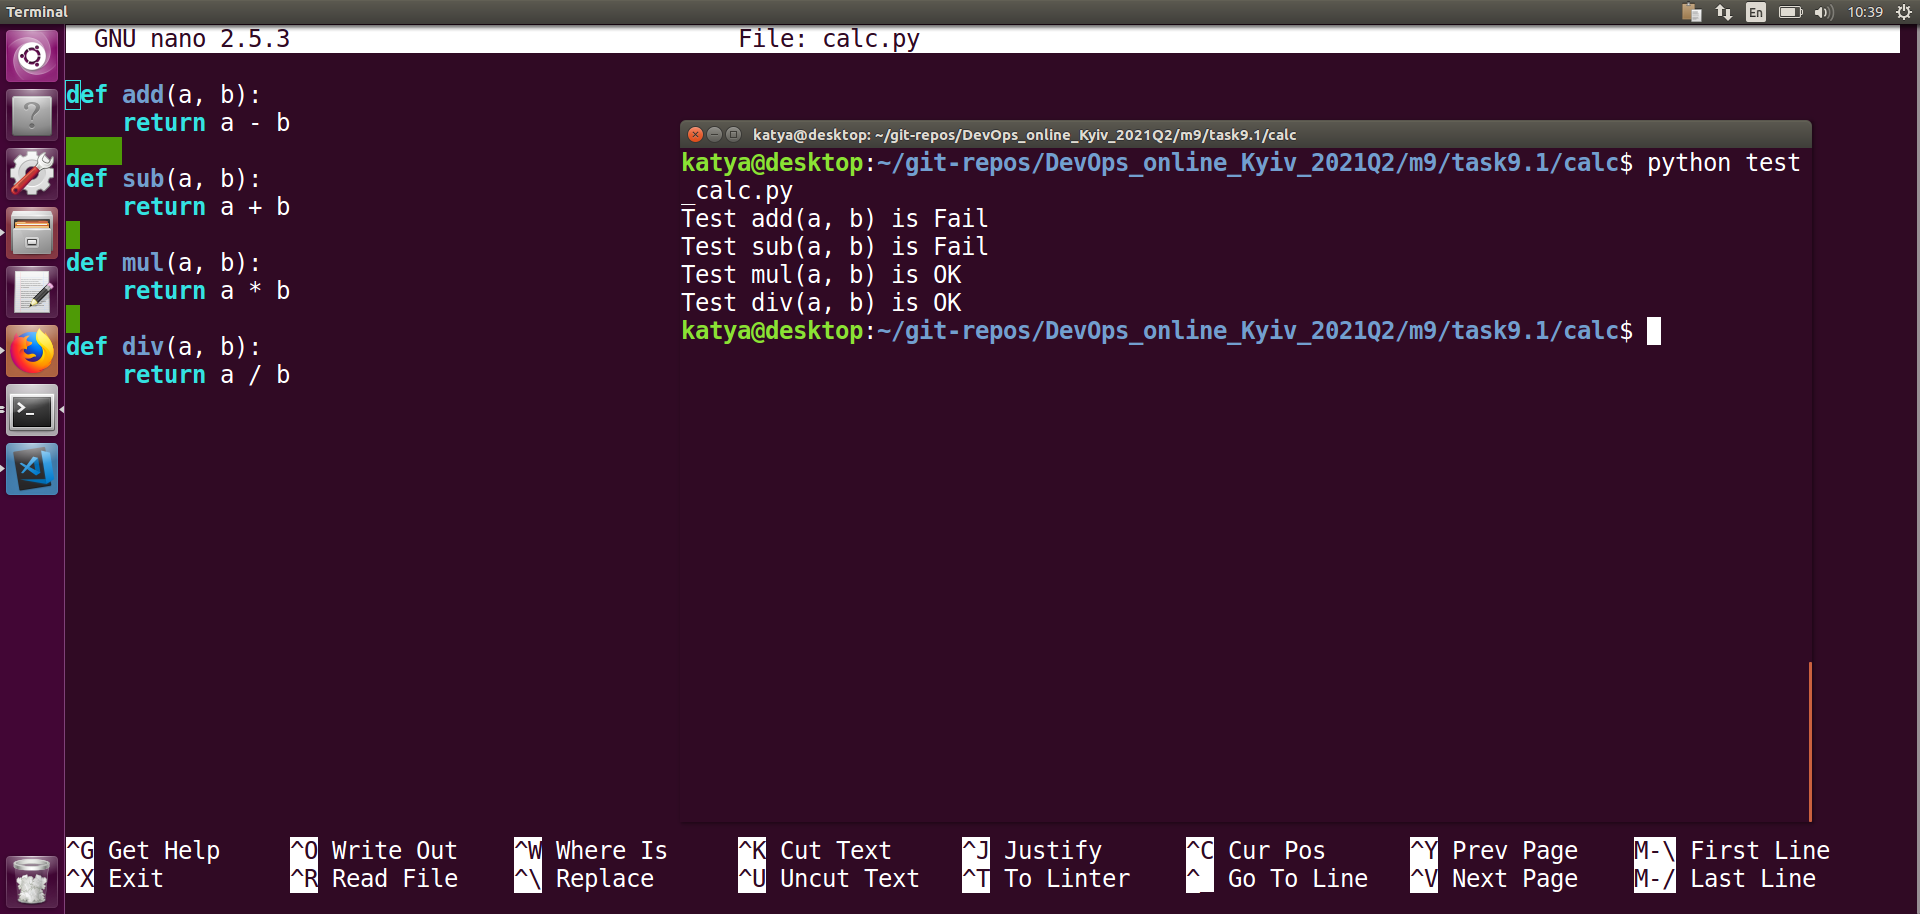 Terminal
En
10:39
GNU nano 2.5.3 File: calc.py
def add(a, b):
    return a - b
def sub(a, b):
    return a + b
def mul(a, b):
    return a * b
def div(a, b):
    return a / b
katya@desktop: ~/git-repos/DevOps_online_Kyiv_2021Q2/m9/task9.1/calc
katya@desktop:~/git-repos/DevOps_online_Kyiv_2021Q2/m9/task9.1/calc$ python test
_calc.py
Test add(a, b) is Fail
Test sub(a, b) is Fail
Test mul(a, b) is OK
Test div(a, b) is OK
katya@desktop:~/git-repos/DevOps_online_Kyiv_2021Q2/m9/task9.1/calc$
^G Get Help ^O Write Out ^W Where Is ^K Cut Text ^J Justify ^C Cur Pos ^Y Prev Page M-\ First Line
^X Exit ^R Read File ^\ Replace ^U Uncut Text ^T To Linter ^_ Go To Line ^V Next Page M-/ Last Line